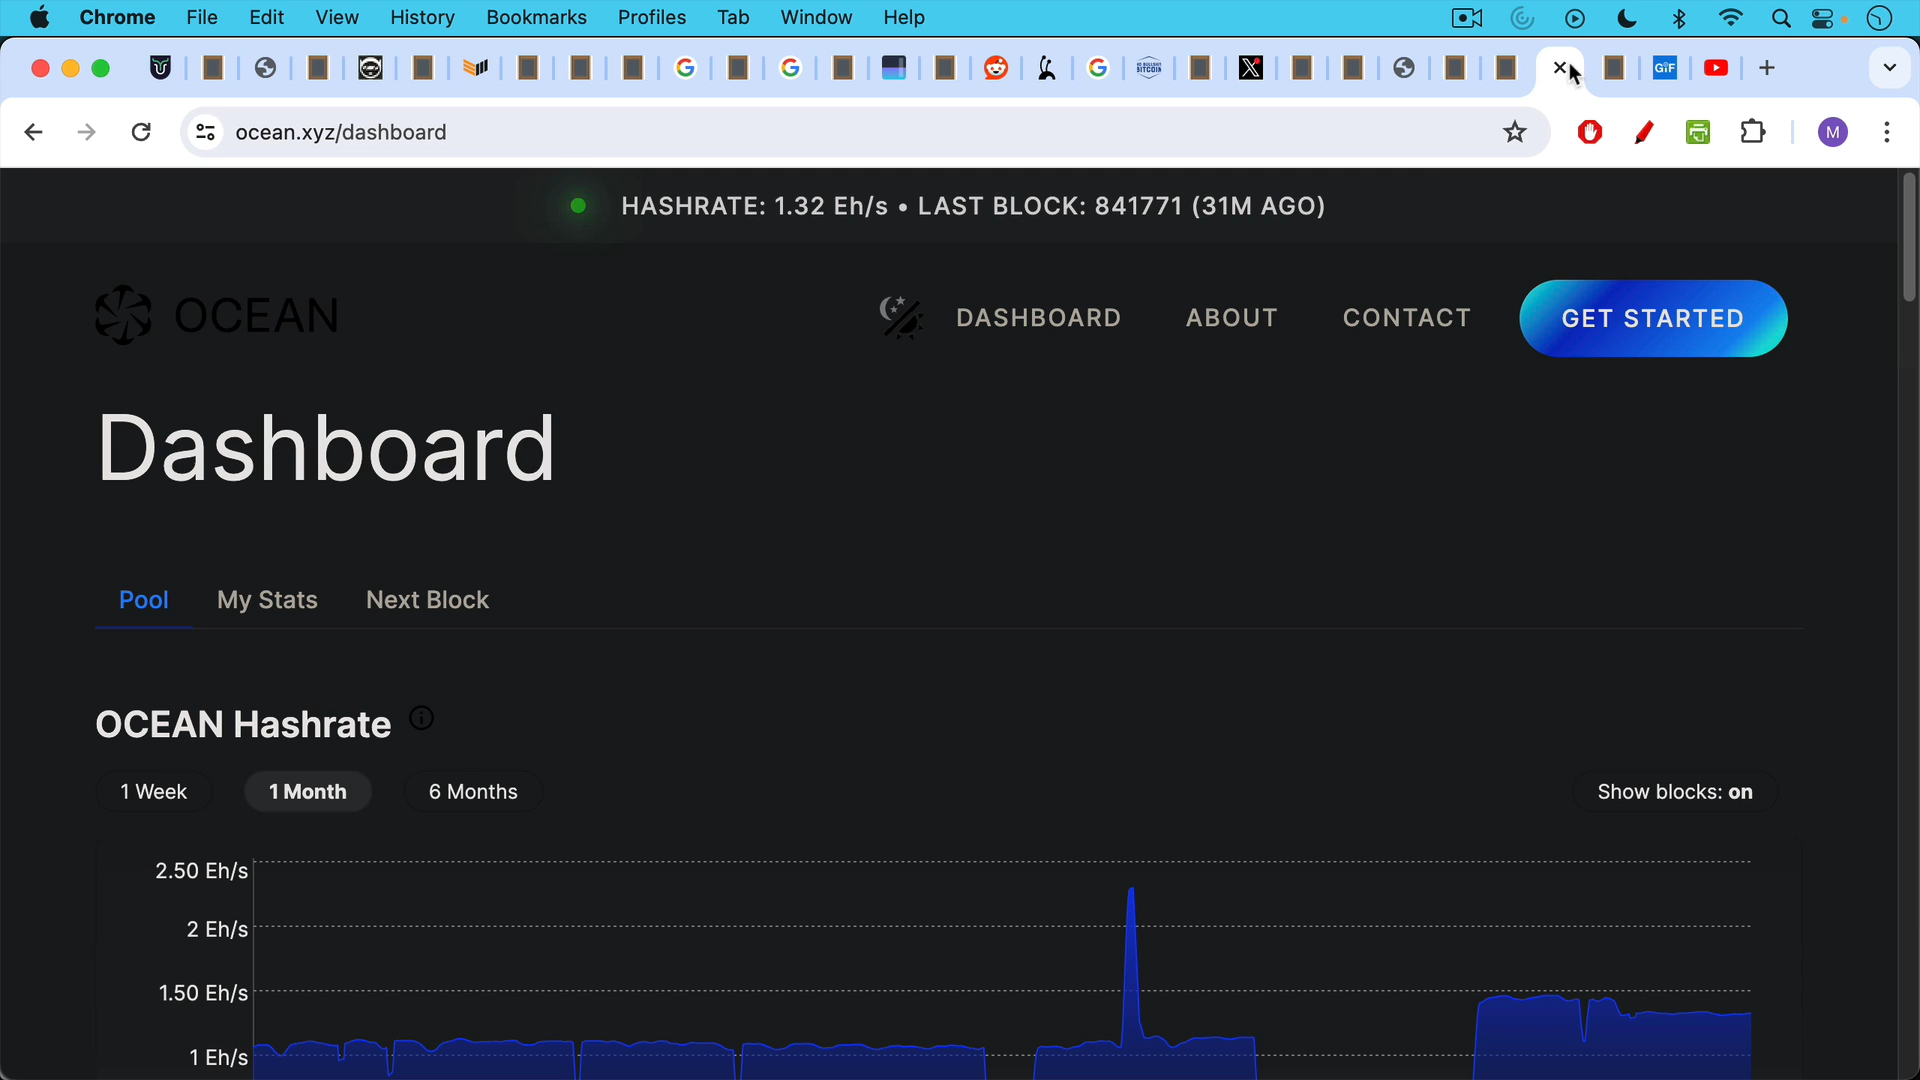 Chrome File Edit View History Bookmarks Profiles Tab Window Help
ocean.xyz/dashboard
M
HASHRATE: 1.32 Eh/s • LAST BLOCK: 841771 (31M AGO)
OCEAN
DASHBOARD ABOUT CONTACT GET STARTED
Dashboard
Pool My Stats Next Block
OCEAN Hashrate
1 Week 1 Month 6 Months Show blocks: on
2.50 Eh/s
2 Eh/s
1.50 Eh/s
1 Eh/s